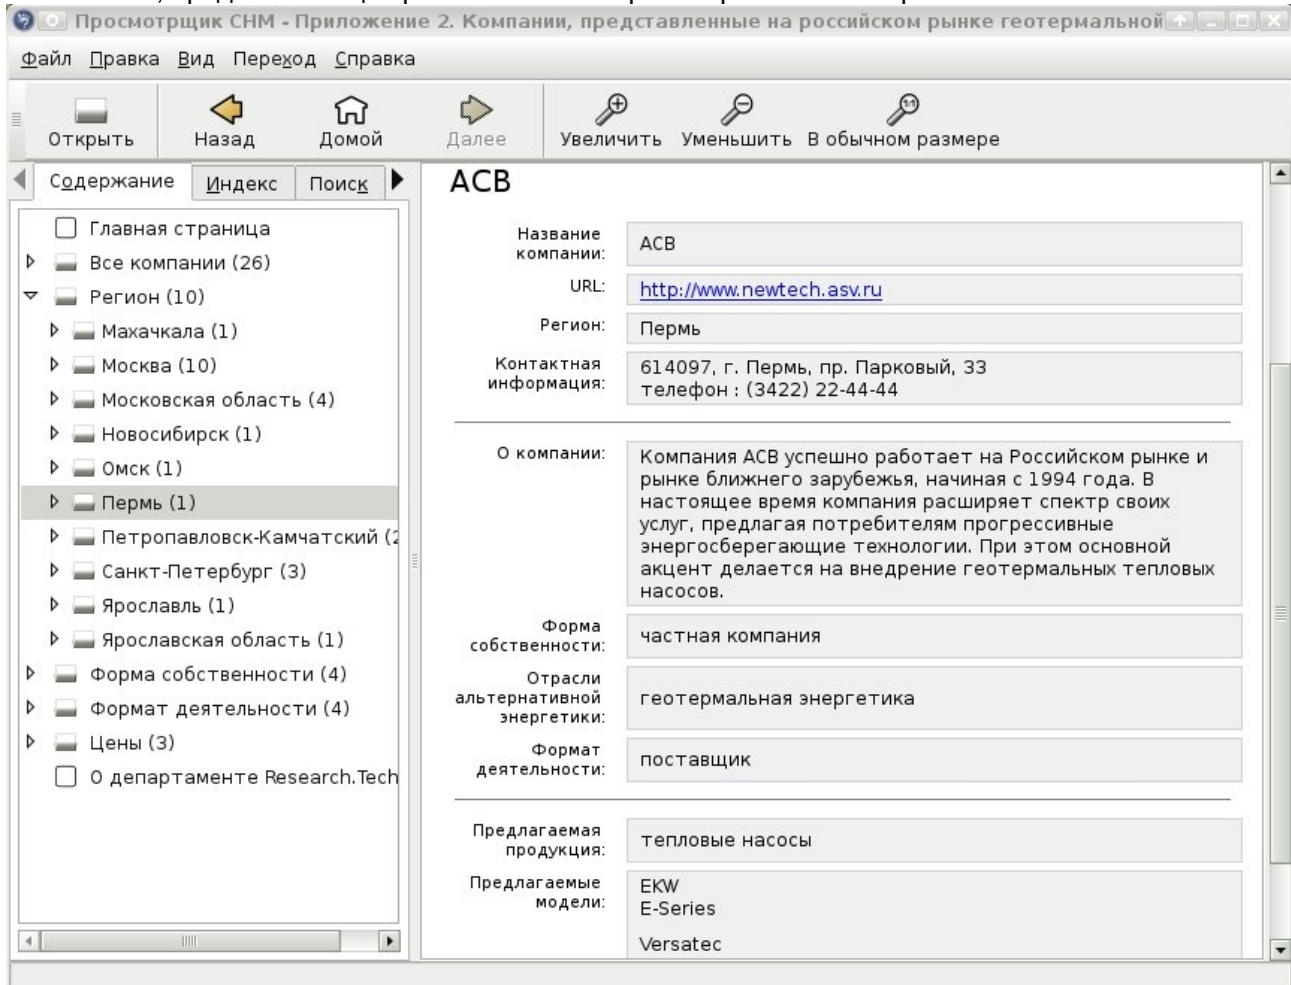 Просмотрщик CHM - Приложение 2. Компании, представленные на российском рынке геотермальной
Файл Правка Вид Переход Справка
Открыть Назад Домой Далее Увеличить Уменьшить В обычном размере
Содержание Индекс Поиск
Главная страница
Все компании (26)
Регион (10)
Махачкала (1)
Москва (10)
Московская область (4)
Новосибирск (1)
Омск (1)
Пермь (1)
Петропавловск-Камчатский (2
Санкт-Петербург (3)
Ярославль (1)
Ярославская область (1)
Форма собственности (4)
Формат деятельности (4)
Цены (3)
О департаменте Research.Tech
АСВ
Название
компании:
АСВ
URL:
http://www.newtech.asv.ru
Регион:
Пермь
Контактная
информация:
614097, г. Пермь, пр. Парковый, 33
телефон : (3422) 22-44-44
О компании:
Компания АСВ успешно работает на Российском рынке и
рынке ближнего зарубежья, начиная с 1994 года. В
настоящее время компания расширяет спектр своих
услуг, предлагая потребителям прогрессивные
энергосберегающие технологии. При этом основной
акцент делается на внедрение геотермальных тепловых
насосов.
Форма
собственности:
частная компания
Отрасли
альтернативной
энергетики:
геотермальная энергетика
Формат
деятельности:
поставщик
Предлагаемая
продукция:
тепловые насосы
Предлагаемые
модели:
EKW
E-Series
Versatec